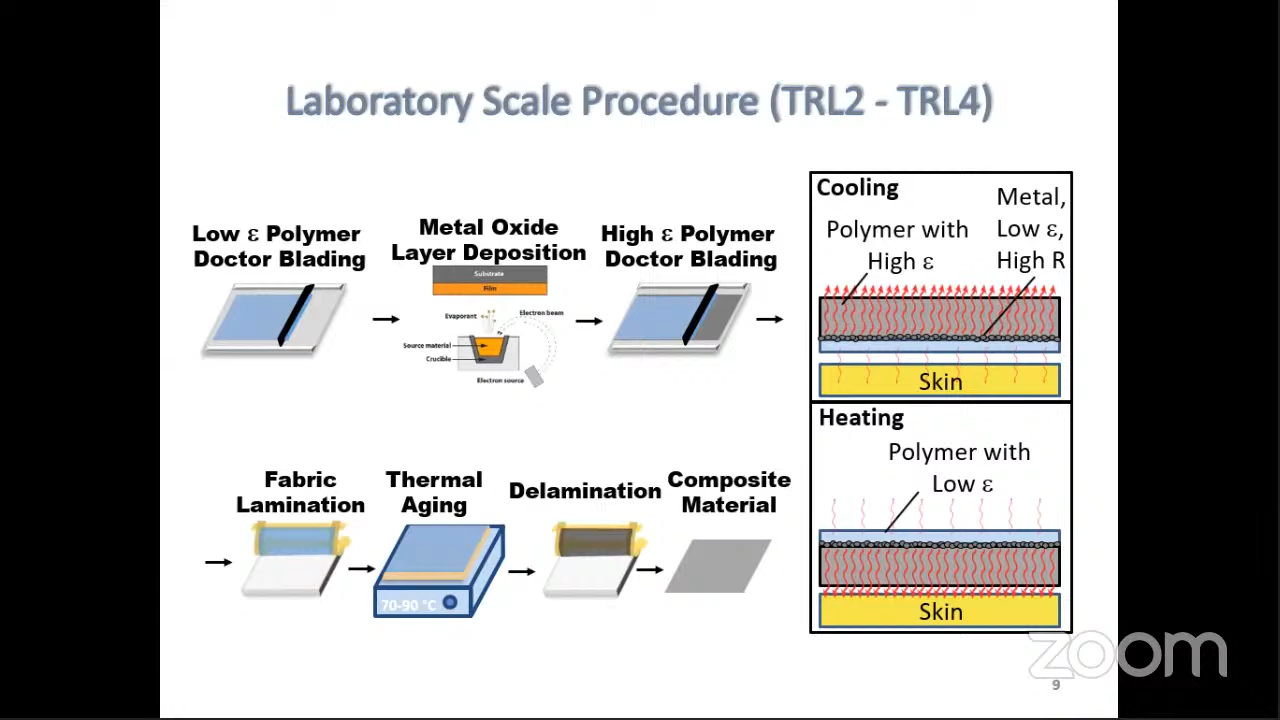 Laboratory Scale Procedure (TRL2 - TRL4)
Low ε Polymer
Doctor Blading
Metal Oxide
Layer Deposition
Substrate
Film
Evaporant
Electron beam
Source material
Crucible
Electron source
High ε Polymer
Doctor Blading
Cooling
Polymer with
High ε
Metal,
Low ε,
High R
Skin
Fabric
Lamination
Thermal
Aging
70-90 °C
Delamination
Composite
Material
Heating
Polymer with
Low ε
Skin
zoom
9